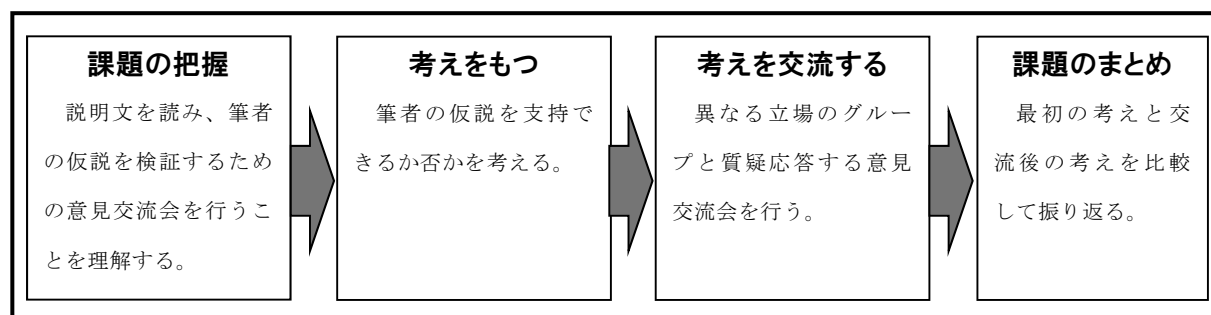 課題の把握
説明文を読み、筆者
の仮説を検証するため
の意見交流会を行うこ
とを理解する。
考えをもつ
筆者の仮説を支持で
きるか否かを考える。
考えを交流する
異なる立場のグルー
プと質疑応答する意見
交流会を行う。
課題のまとめ
最初の考えと交
流後の考えを比較
して振り返る。